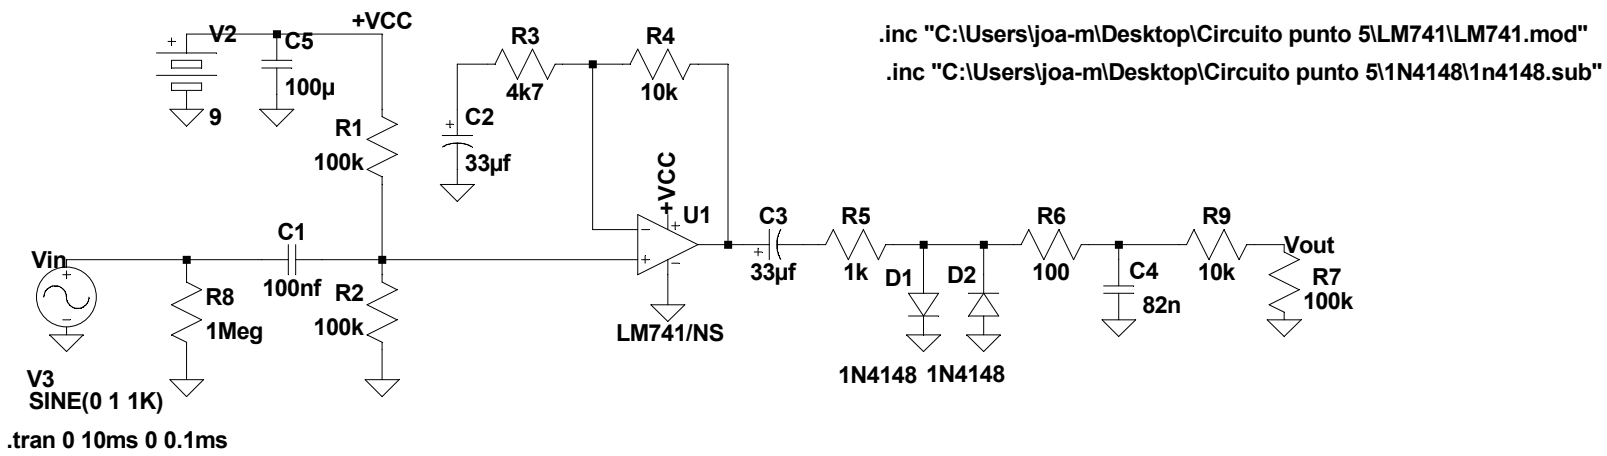 V2
9
C5
100µ
+VCC
R3
4k7
R4
10k
.inc "C:\Users\joa-m\Desktop\Circuito punto 5\LM741\LM741.mod"
.inc "C:\Users\joa-m\Desktop\Circuito punto 5\1N4148\1n4148.sub"
R1
100k
C2
33µf
+VCC
U1
LM741/NS
Vin
C1
100nf
R8
1Meg
R2
100k
C3
33µf
R5
1k
D1
1N4148
D2
1N4148
R6
100
C4
82n
R9
10k
Vout
R7
100k
V3
SINE(0 1 1K)
.tran 0 10ms 0 0.1ms